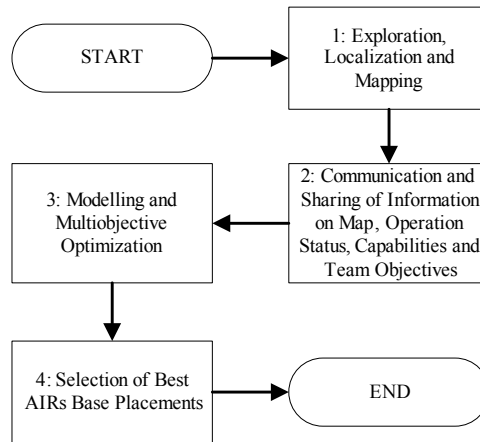 START
1: Exploration,
Localization and
Mapping
2: Communication and
Sharing of Information
on Map, Operation
Status, Capabilities and
Team Objectives
3: Modelling and
Multiobjective
Optimization
4: Selection of Best
AIRs Base Placements
END